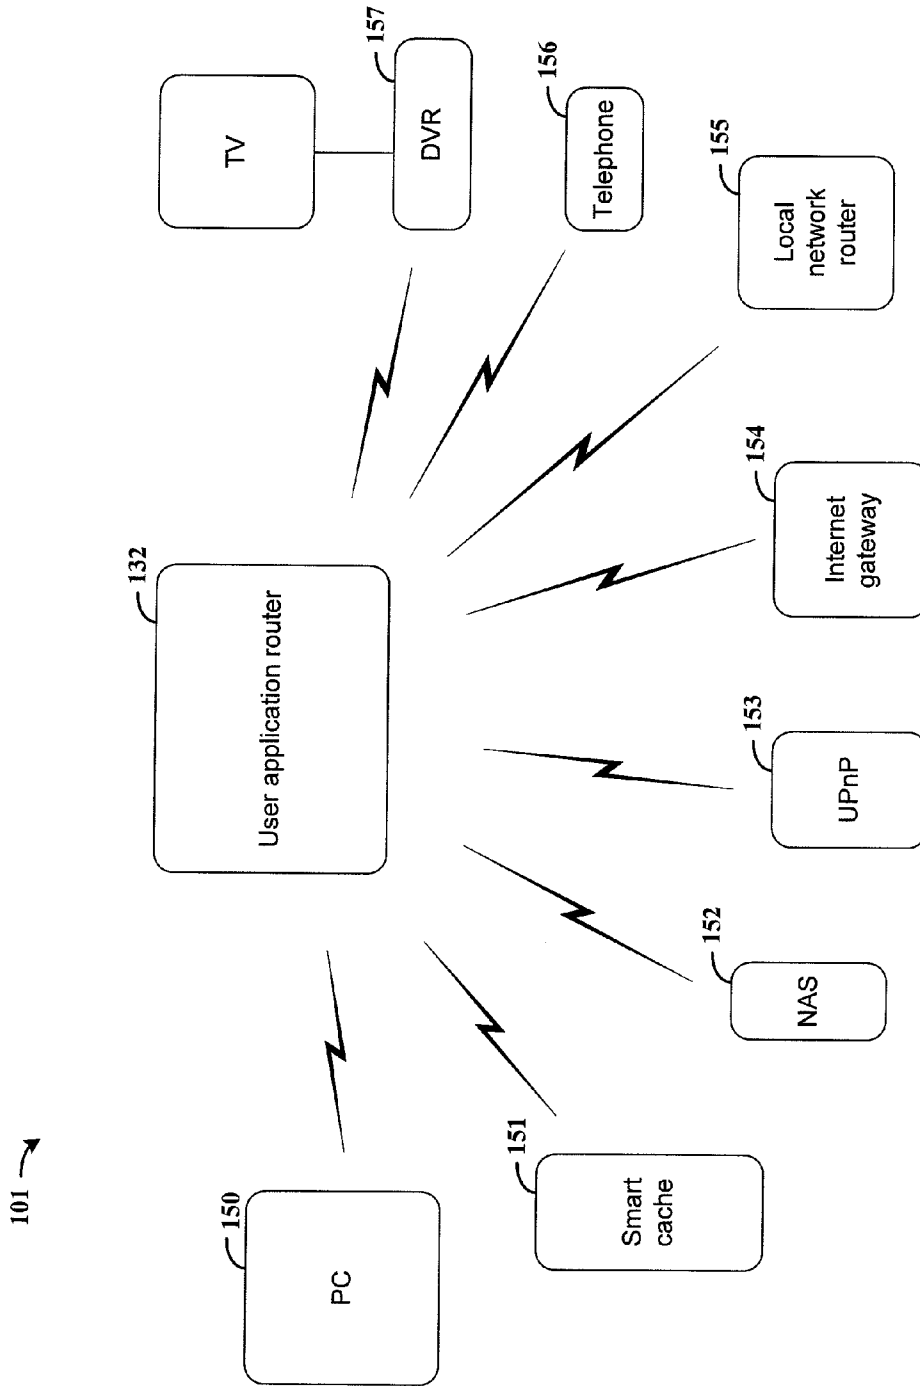 101
132
User application router
150
PC
151
Smart
cache
152
NAS
153
UPnP
154
Internet
gateway
155
Local
network
router
156
Telephone
157
DVR
TV